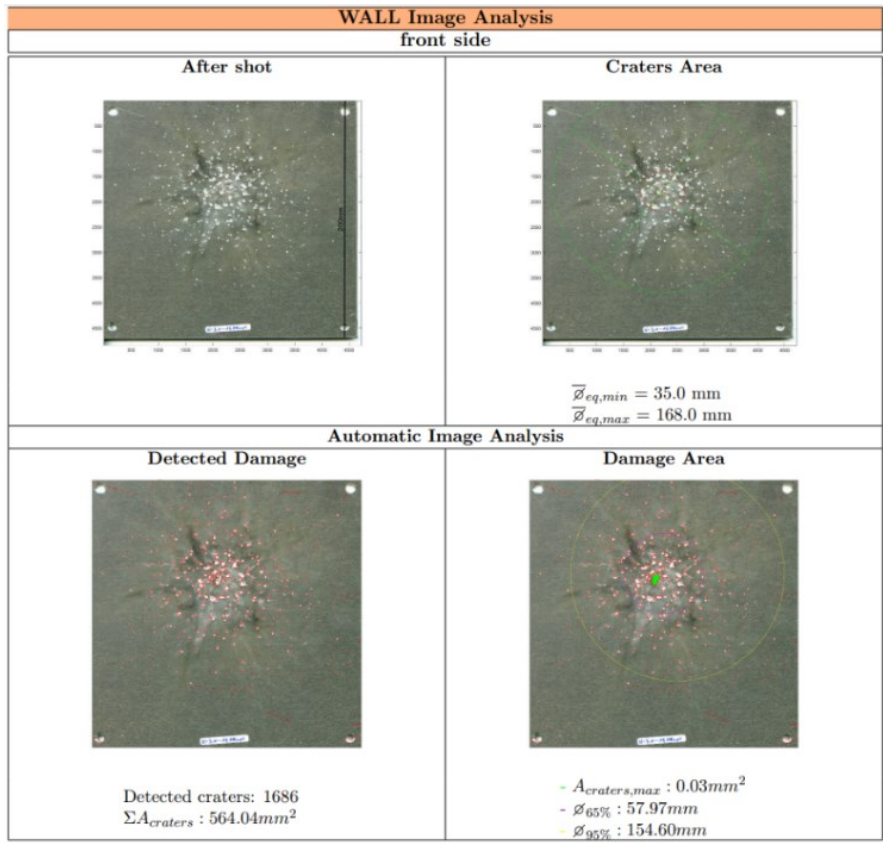 WALL Image Analysis
front side
After shot
Craters Area
∅̅eq,min = 35.0 mm
∅̅eq,max = 168.0 mm
Automatic Image Analysis
Detected Damage
Damage Area
Detected craters: 1686
ΣAcraters : 564.04mm²
- Acraters,max : 0.03mm²
- ∅65% : 57.97mm
- ∅95% : 154.60mm